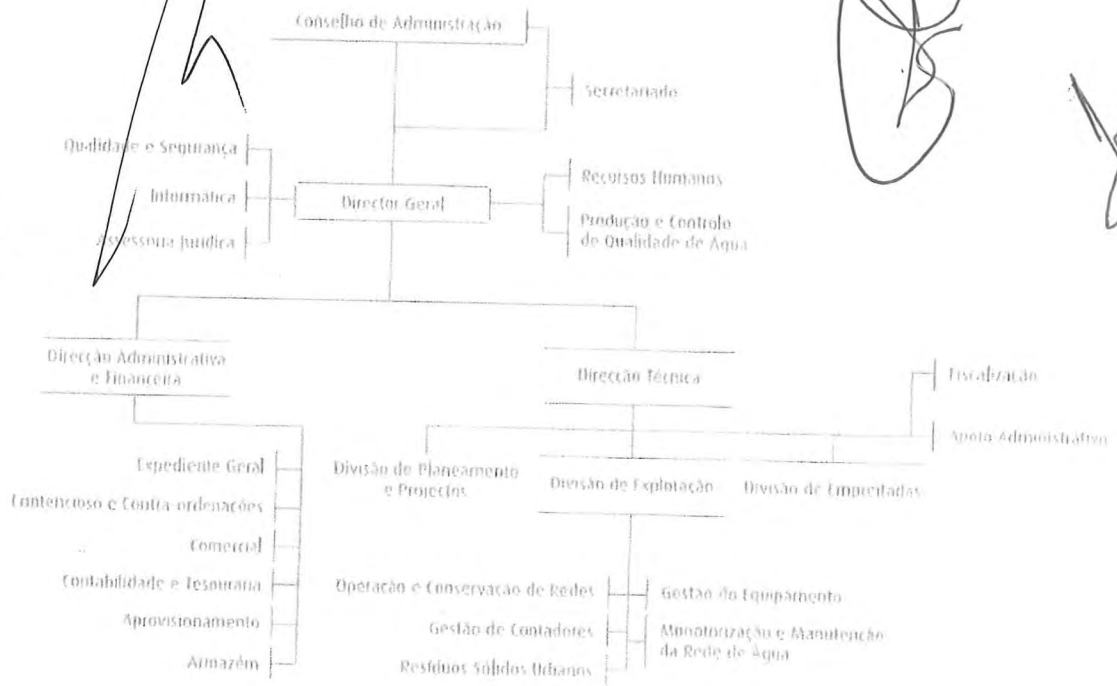 Conselho de Administração
Secretariado
Qualidade e Segurança
Informática
Assessoria Jurídica
Director Geral
Recursos Humanos
Produção e Controlo
de Qualidade de Água
Direcção Administrativa
e Financeira
Direcção Técnica
Fiscalização
Apoio Administrativo
Expediente Geral
Contencioso e Contra-ordenações
Comercial
Contabilidade e Tesouraria
Aprovisionamento
Armazém
Divisão de Planeamento
e Projectos
Divisão de Exploração
Divisão de Empreitadas
Operação e Conservação de Redes
Gestão de Contadores
Resíduos Sólidos Urbanos
Gestão do Equipamento
Monotorização e Manutenção
da Rede de Água